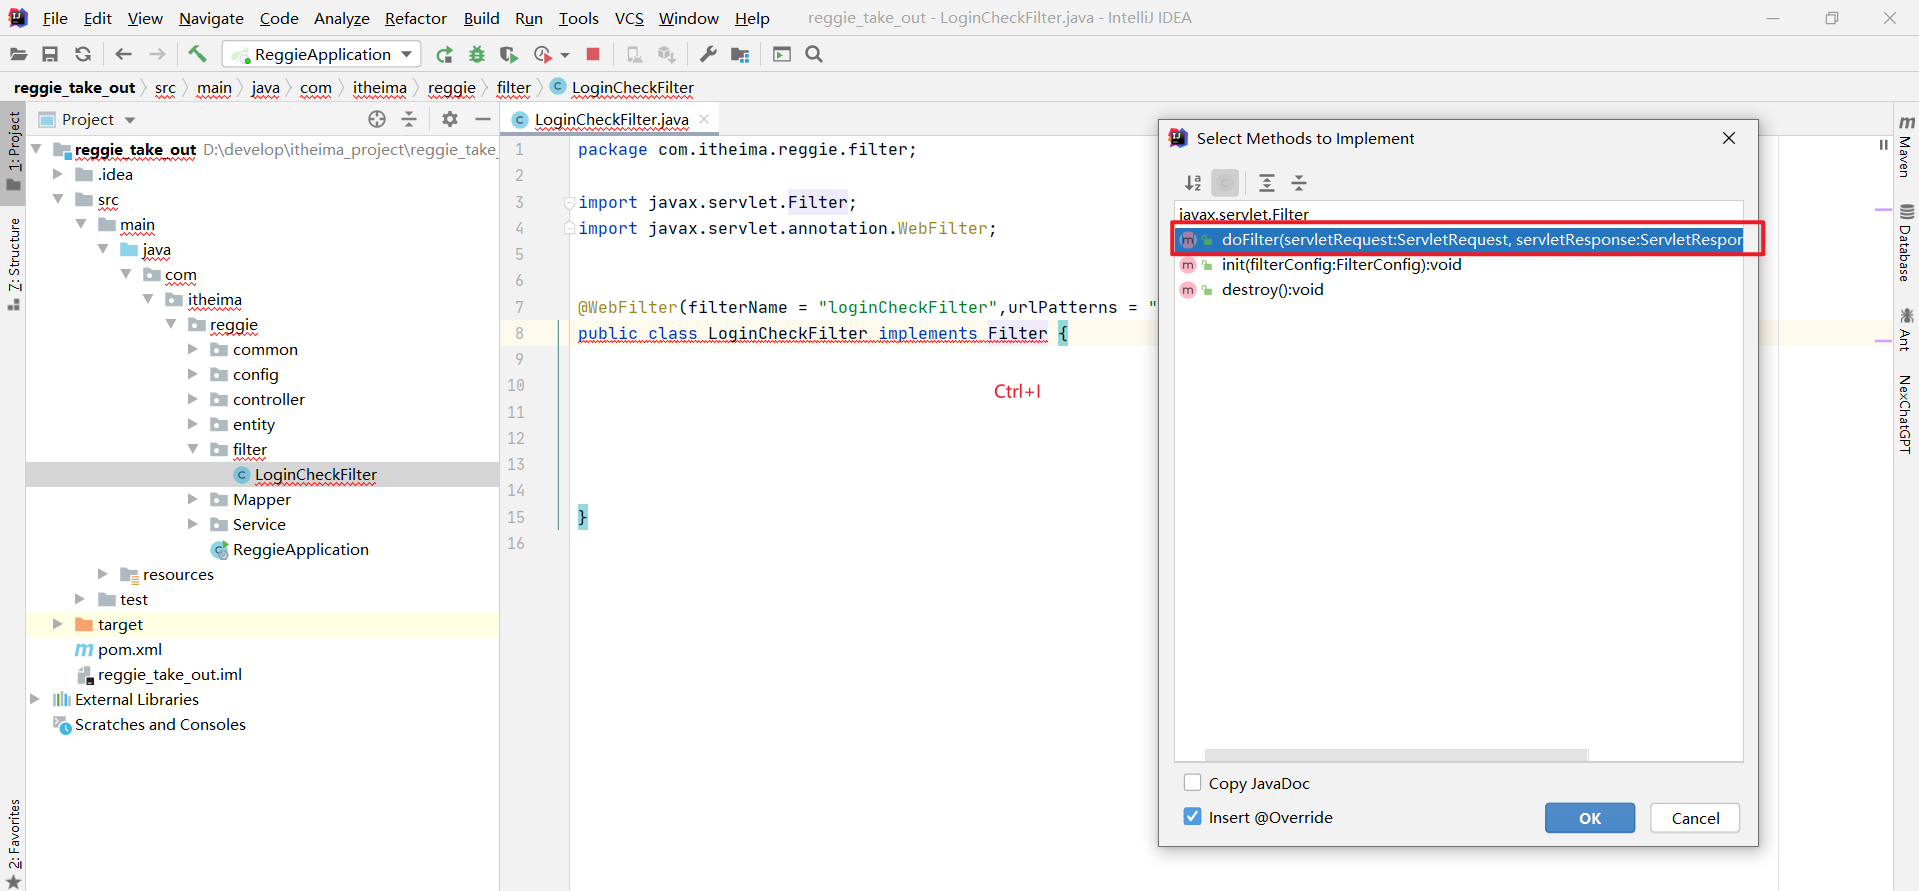 File Edit View Navigate Code Analyze Refactor Build Run Tools VCS Window Help reggie_take_out - LoginCheckFilter.java - IntelliJ IDEA
ReggieApplication
reggie_take_out src main java com itheima reggie filter LoginCheckFilter
1: Project
7: Structure
2: Favorites
Project
reggie_take_out D:\develop\itheima_project\reggie_take_
.idea
src
main
java
com
itheima
reggie
common
config
controller
entity
filter
LoginCheckFilter
Mapper
Service
ReggieApplication
resources
test
target
pom.xml
reggie_take_out.iml
External Libraries
Scratches and Consoles
LoginCheckFilter.java
1 package com.itheima.reggie.filter;
2
3 import javax.servlet.Filter;
4 import javax.servlet.annotation.WebFilter;
5
6
7 @WebFilter(filterName = "loginCheckFilter",urlPatterns = "
8 public class LoginCheckFilter implements Filter {
9
10
11
12
13
14
15 }
16
Ctrl+I
Select Methods to Implement
javax.servlet.Filter
doFilter(servletRequest:ServletRequest, servletResponse:ServletRespor
init(filterConfig:FilterConfig):void
destroy():void
Copy JavaDoc
Insert @Override
OK
Cancel
Maven
Database
Ant
NexChatGPT